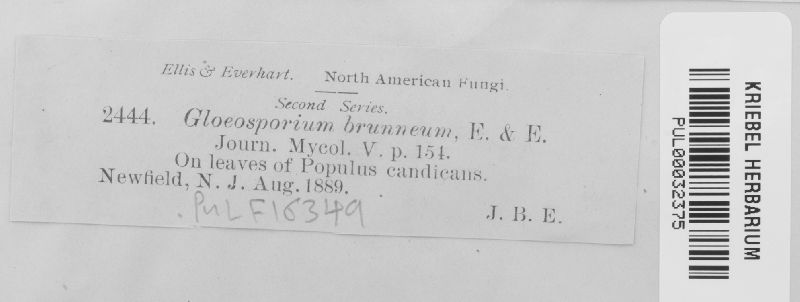 Ellis & Everhart. North American Fungi.
Second Series.
2444. Gloeosporium brunneum, E. & E.
Journ. Mycol. V. p. 154.
On leaves of Populus candicans.
Newfield, N. J. Aug. 1889.
J. B. E.
PUL F16349
KRIEBEL HERBARIUM
PUL00032375